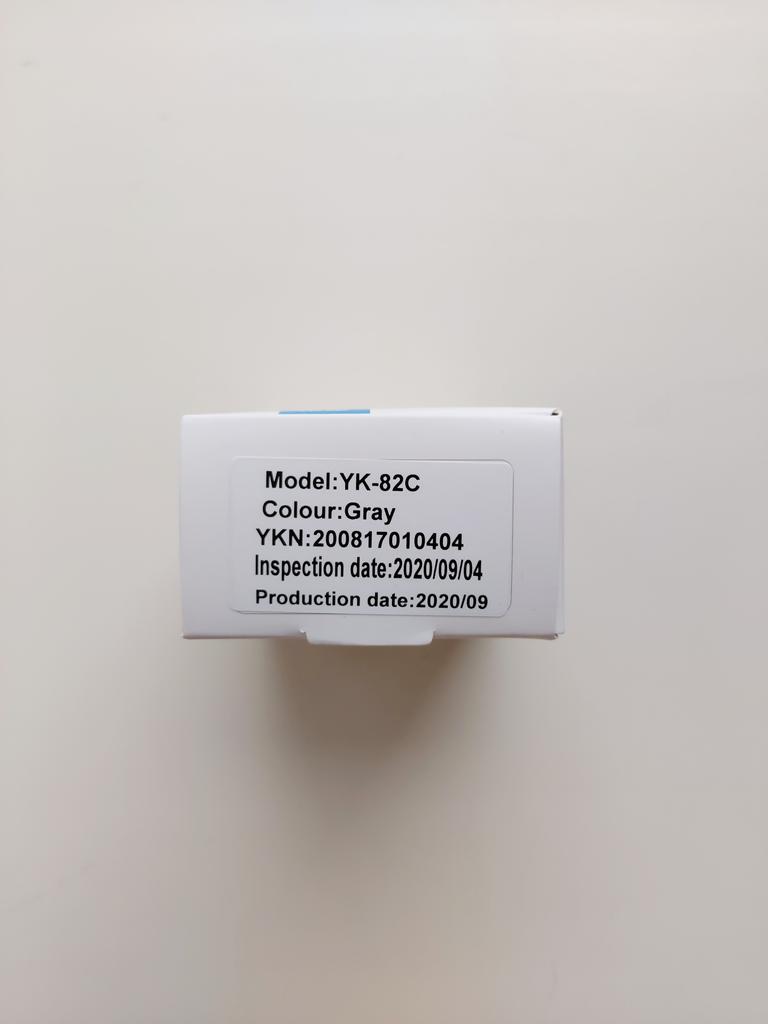 Model:YK-82C
Colour:Gray
YKN:200817010404
Inspection date:2020/09/04
Production date:2020/09